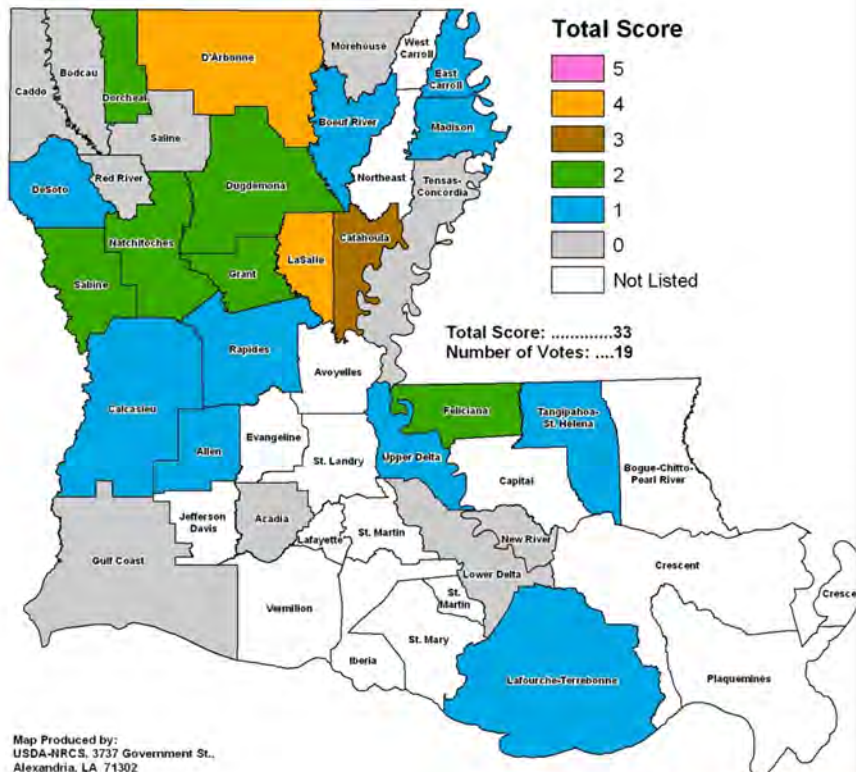 Total Score
5
4
3
2
1
0
Not Listed
Total Score: .............33
Number of Votes: ....19
Caddo
Bodcau
Dorcheat
D'Arbonne
Morehouse
West
Carroll
East
Carroll
Saline
Boeuf River
Madison
DeSoto
Red River
Dugdemona
Northeast
Tensas-
Concordia
Natchitoches
Sabine
Grant
LaSalle
Catahoula
Rapides
Avoyelles
Calcasieu
Allen
Evangeline
St. Landry
Upper Delta
Feliciana
Tangipahoa-
St. Helena
Capital
Bogue-Chitto-
Pearl River
Jefferson
Davis
Acadia
Lafayette
St. Martin
New River
Gulf Coast
Lower Delta
Crescent
Cresce
Vermilion
St.
Martin
St. Mary
Iberia
Lafourche-Terrebonne
Plaquemines
Map Produced by:
USDA-NRCS, 3737 Government St.,
Alexandria, LA 71302